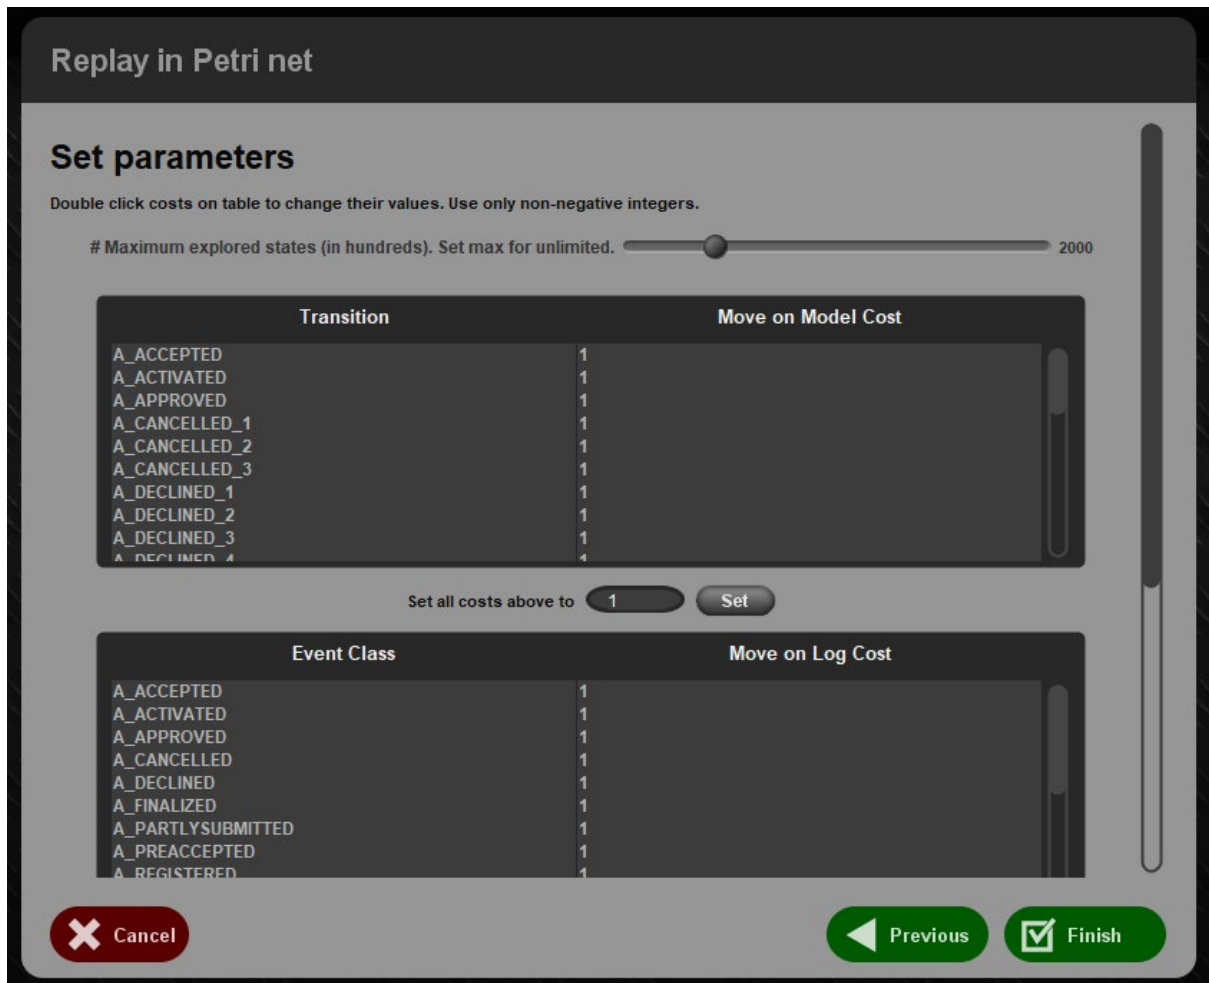 Replay in Petri net
Set parameters
Double click costs on table to change their values. Use only non-negative integers.
# Maximum explored states (in hundreds). Set max for unlimited. 2000
Transition Move on Model Cost
A_ACCEPTED 1
A_ACTIVATED 1
A_APPROVED 1
A_CANCELLED_1 1
A_CANCELLED_2 1
A_CANCELLED_3 1
A_DECLINED_1 1
A_DECLINED_2 1
A_DECLINED_3 1
A_DECLINED_4 1
Set all costs above to 1 Set
Event Class Move on Log Cost
A_ACCEPTED 1
A_ACTIVATED 1
A_APPROVED 1
A_CANCELLED 1
A_DECLINED 1
A_FINALIZED 1
A_PARTLYSUBMITTED 1
A_PREACCEPTED 1
A_REGISTERED 1
Cancel Previous Finish